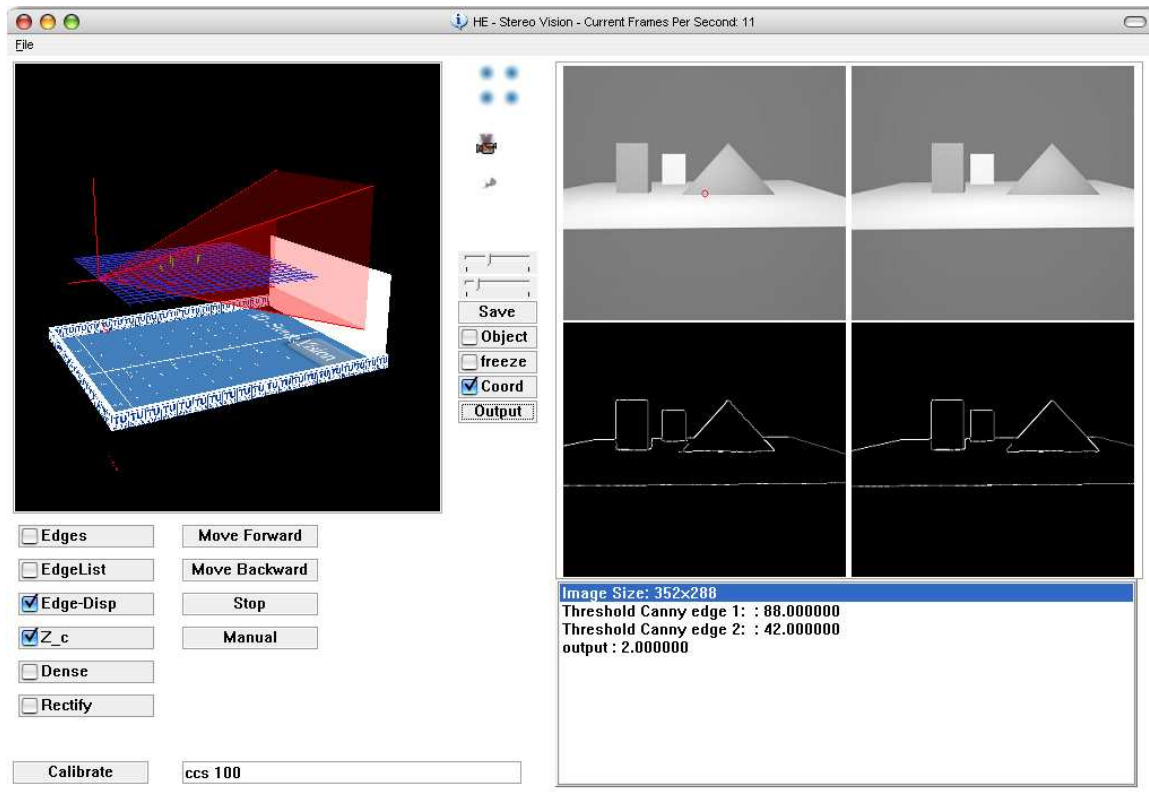 HE - Stereo Vision - Current Frames Per Second: 11
File
Save
Object
freeze
Coord
Output
Edges
Move Forward
EdgeList
Move Backward
Edge-Disp
Stop
Z_c
Manual
Dense
Rectify
Calibrate
ccs 100
Image Size: 352x288
Threshold Canny edge 1: : 88.000000
Threshold Canny edge 2: : 42.000000
output : 2.000000